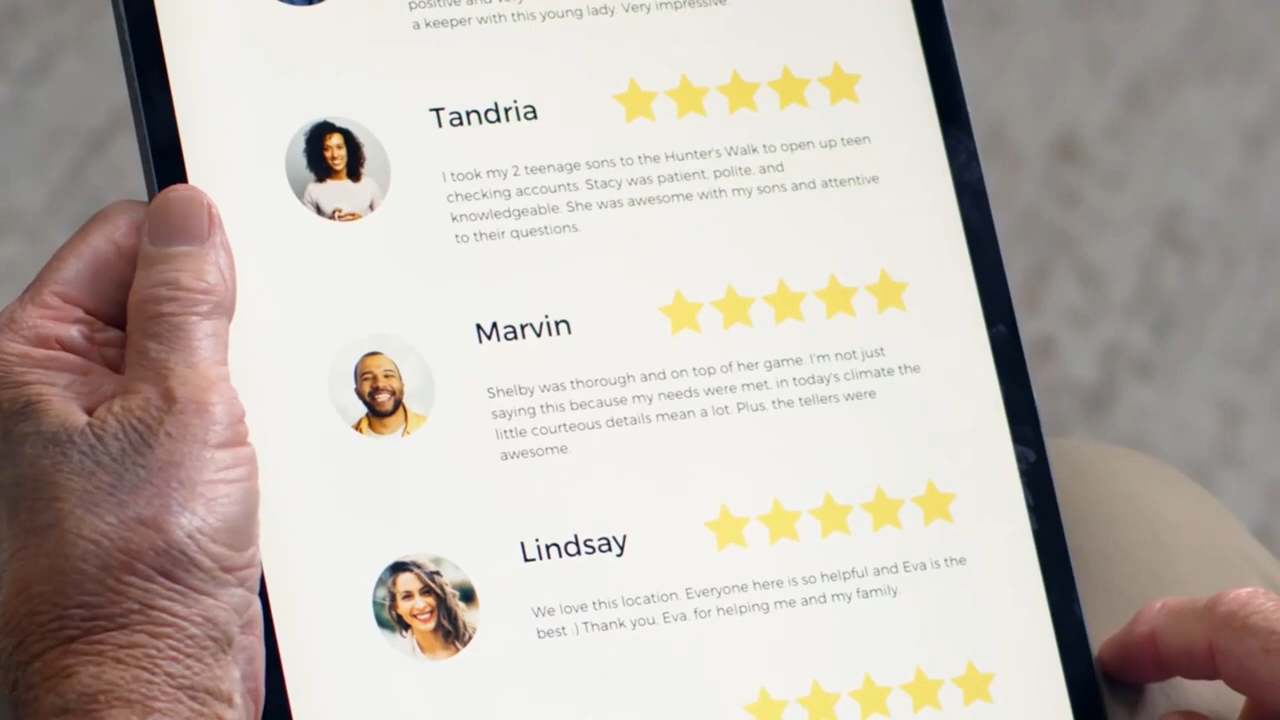 positive and very
a keeper with this young lady. Very impressive.
Tandria
I took my 2 teenage sons to the Hunter's Walk to open up teen
checking accounts. Stacy was patient, polite, and
knowledgeable. She was awesome with my sons and attentive
to their questions.
Marvin
Shelby was thorough and on top of her game. I'm not just
saying this because my needs were met, in today's climate the
little courteous details mean a lot. Plus, the tellers were
awesome.
Lindsay
We love this location. Everyone here is so helpful and Eva is the
best :) Thank you, Eva, for helping me and my family.